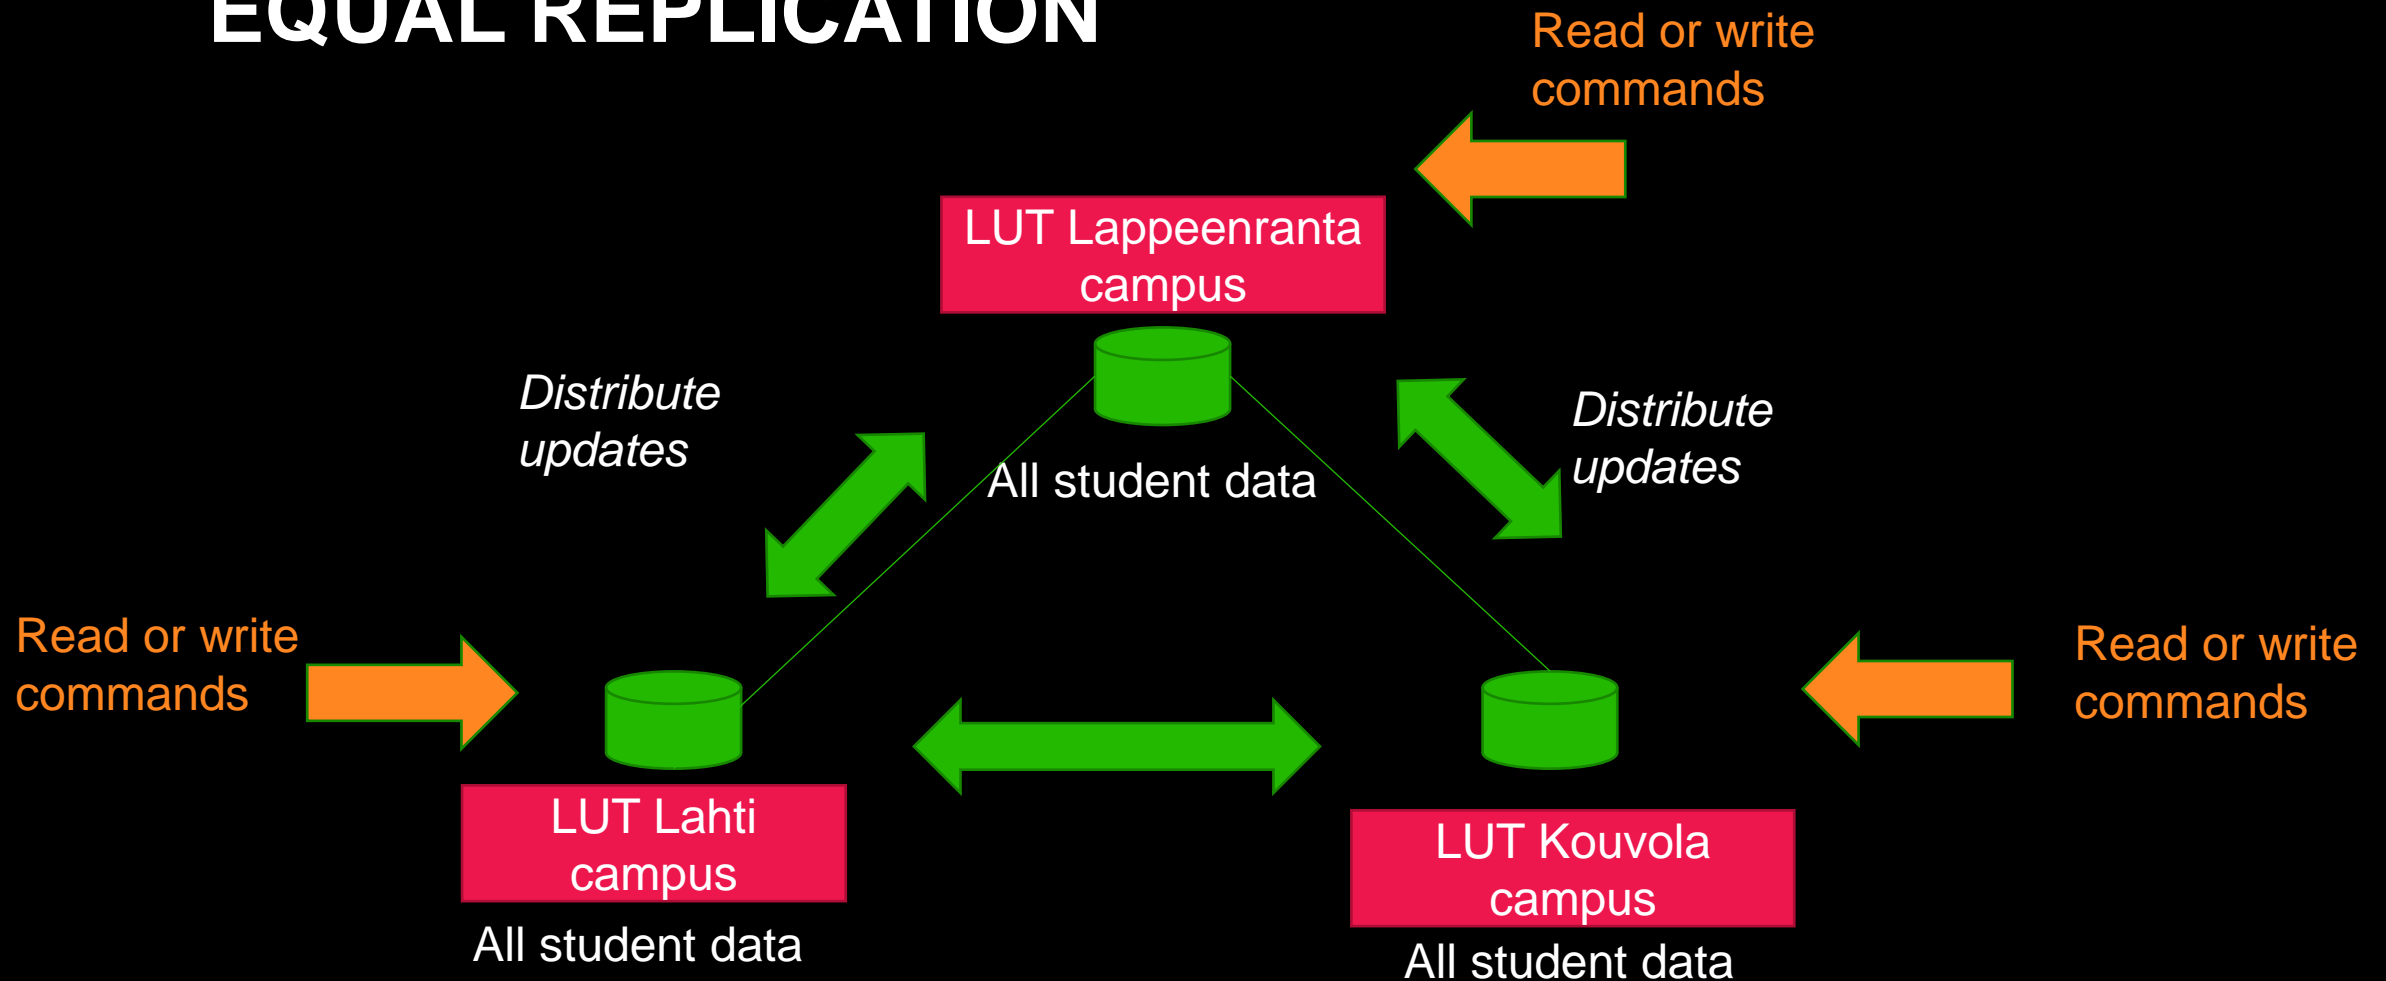 EQUAL REPLICATION
Read or write
commands
LUT Lappeenranta
campus
Distribute
updates
Distribute
updates
All student data
Read or write
commands
Read or write
commands
LUT Lahti
campus
LUT Kouvola
campus
All student data
All student data